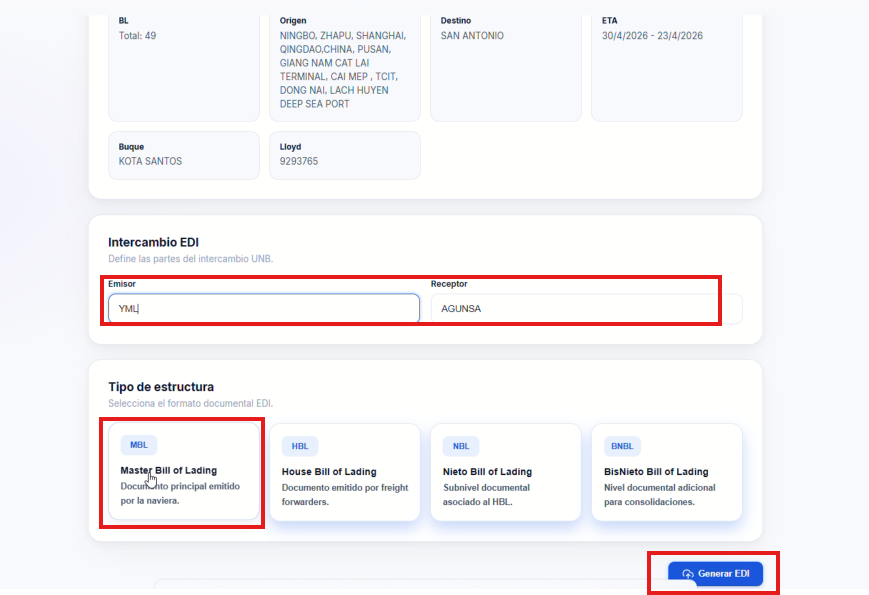 BL
Total: 49
Origen
NINGBO, ZHAPU, SHANGHAI,
QINGDAO,CHINA, PUSAN,
GIANG NAM CAT LAI
TERMINAL, CAI MEP , TCIT,
DONG NAI, LACH HUYEN
DEEP SEA PORT
Destino
SAN ANTONIO
ETA
30/4/2026 - 23/4/2026
Buque
KOTA SANTOS
Lloyd
9293765
Intercambio EDI
Define las partes del intercambio UNB.
Emisor
YML
Receptor
AGUNSA
Tipo de estructura
Selecciona el formato documental EDI.
MBL
Master Bill of Lading
Documento principal emitido
por la naviera.
HBL
House Bill of Lading
Documento emitido por freight
forwarders.
NBL
Nieto Bill of Lading
Subnivel documental
asociado al HBL.
BNBL
BisNieto Bill of Lading
Nivel documental adicional
para consolidaciones.
Generar EDI